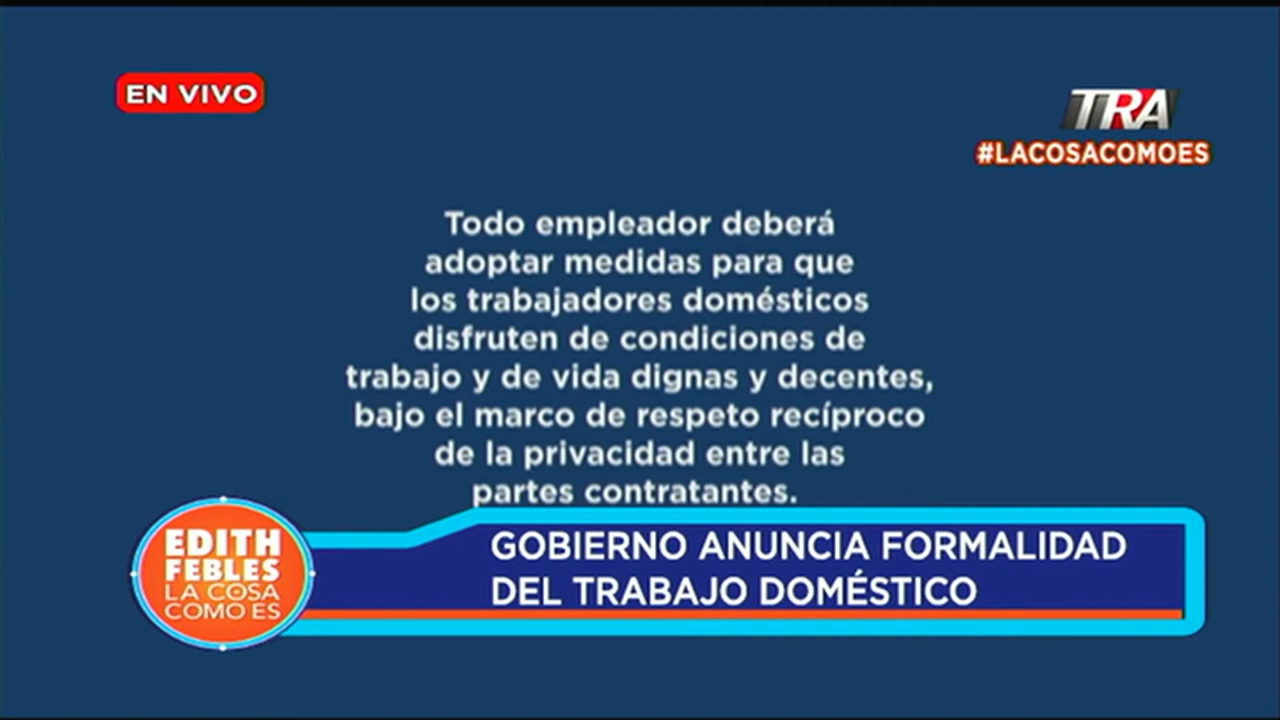 EN VIVO
TRA
#LACOSACOMOES
Todo empleador deberá
adoptar medidas para que
los trabajadores domésticos
disfruten de condiciones de
trabajo y de vida dignas y decentes,
bajo el marco de respeto recíproco
de la privacidad entre las
partes contratantes.
EDITH
FEBLES
LA COSA
COMO ES
GOBIERNO ANUNCIA FORMALIDAD
DEL TRABAJO DOMÉSTICO